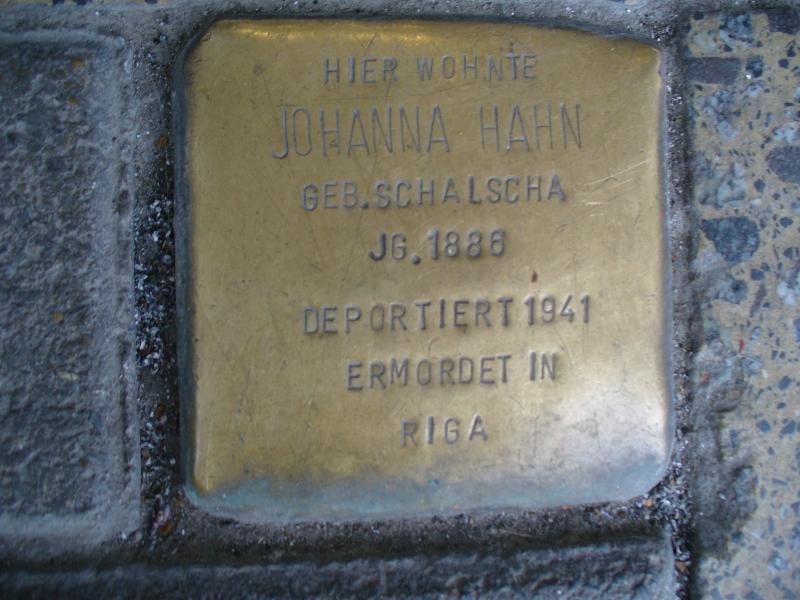 HIER WOHNTE
JOHANNA HAHN
GEB.SCHALSCHA
JG.1886
DEPORTIERT 1941
ERMORDET IN
RIGA